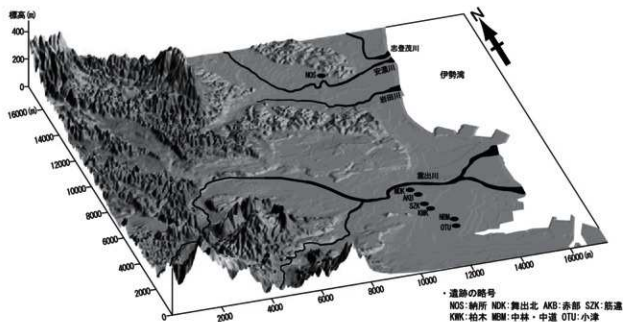 標高(m)
400
200
0
16000(m)
14000
12000
10000
8000
6000
4000
2000
0
2000
4000
6000
8000
10000
12000
14000
16000(m)
N
志登茂川
安濃川
岩田川
伊勢湾
雲出川
NOS
NDK
AKB
SZK
KWK
MBM
OTU
・遺跡の略号
NOS:納所 NDK:舞出北 AKB:赤部 SZK:筋違
KWK:柏木 MBM:中林・中道 OTU:小津